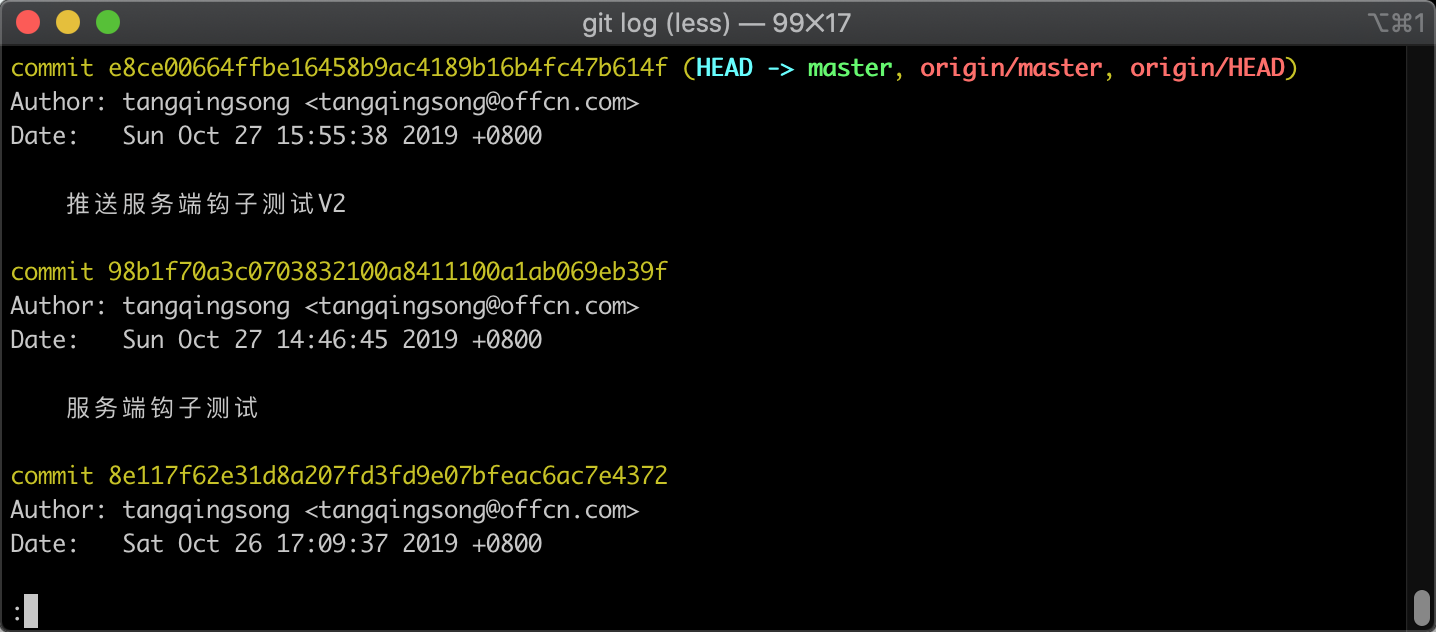 git log (less) — 99×17
⌥⌘1
commit e8ce00664ffbe16458b9ac4189b16b4fc47b614f (HEAD -> master, origin/master, origin/HEAD)
Author: tangqingsong <tangqingsong@offcn.com>
Date:   Sun Oct 27 15:55:38 2019 +0800
推送服务端钩子测试V2
commit 98b1f70a3c0703832100a8411100a1ab069eb39f
Author: tangqingsong <tangqingsong@offcn.com>
Date:   Sun Oct 27 14:46:45 2019 +0800
服务端钩子测试
commit 8e117f62e31d8a207fd3fd9e07bfeac6ac7e4372
Author: tangqingsong <tangqingsong@offcn.com>
Date:   Sat Oct 26 17:09:37 2019 +0800
: